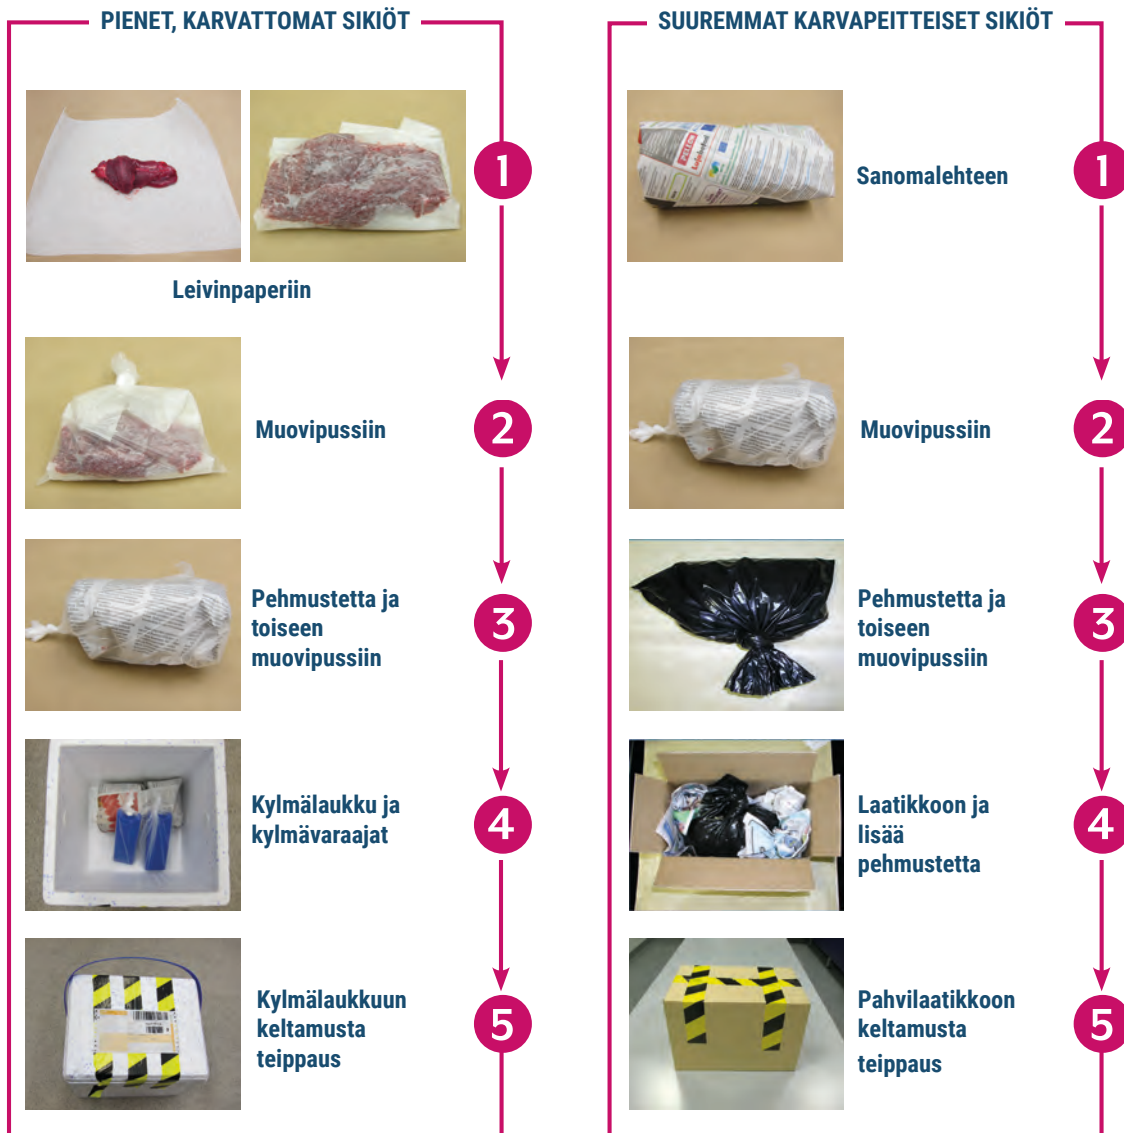 PIENET, KARVATTOMAT SIKIÖT
1
Leivinpaperiin
Muovipussiin
2
Pehmustetta ja
toiseen
muovipussiin
3
Kylmälaukku ja
kylmävaraajat
4
Kylmälaukkuun
keltamusta
teippaus
5
SUUREMMAT KARVAPEITTEISET SIKIÖT
PELLON
Sanomalehteen
1
Muovipussiin
2
Pehmustetta ja
toiseen
muovipussiin
3
Laatikkoon ja
lisää
pehmustetta
4
Pahvilaatikkoon
keltamusta
teippaus
5